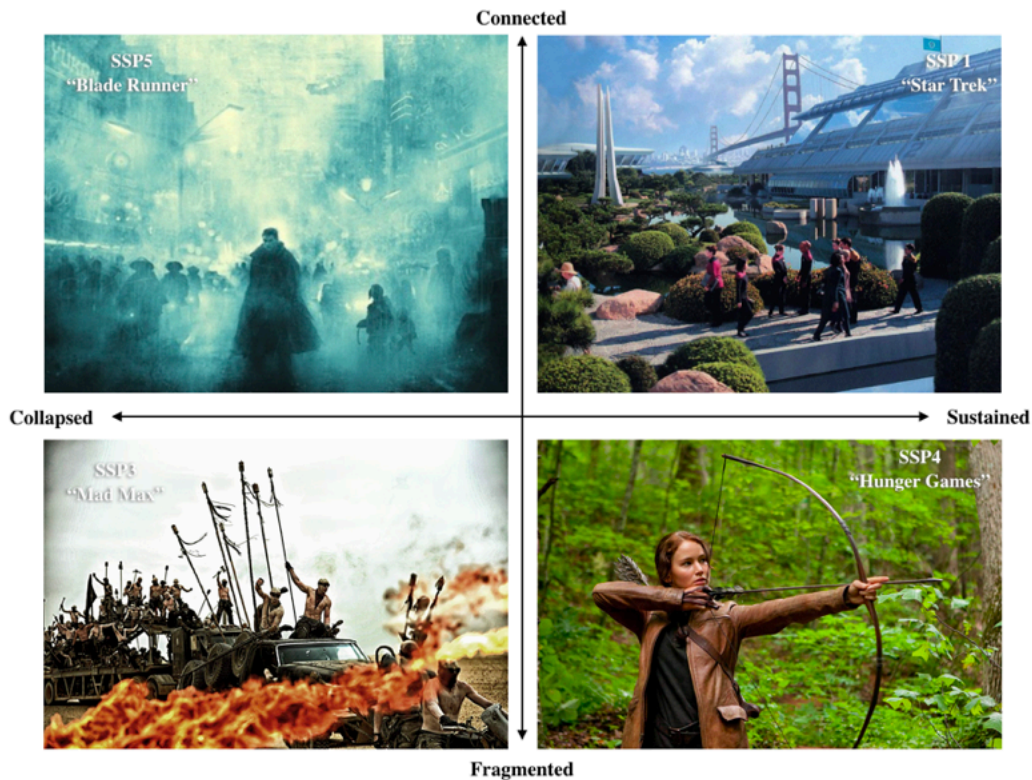 Connected
SSP5
“Blade Runner”
SSP 1
“Star Trek”
Collapsed
Sustained
SSP3
“Mad Max”
SSP4
“Hunger Games”
Fragmented